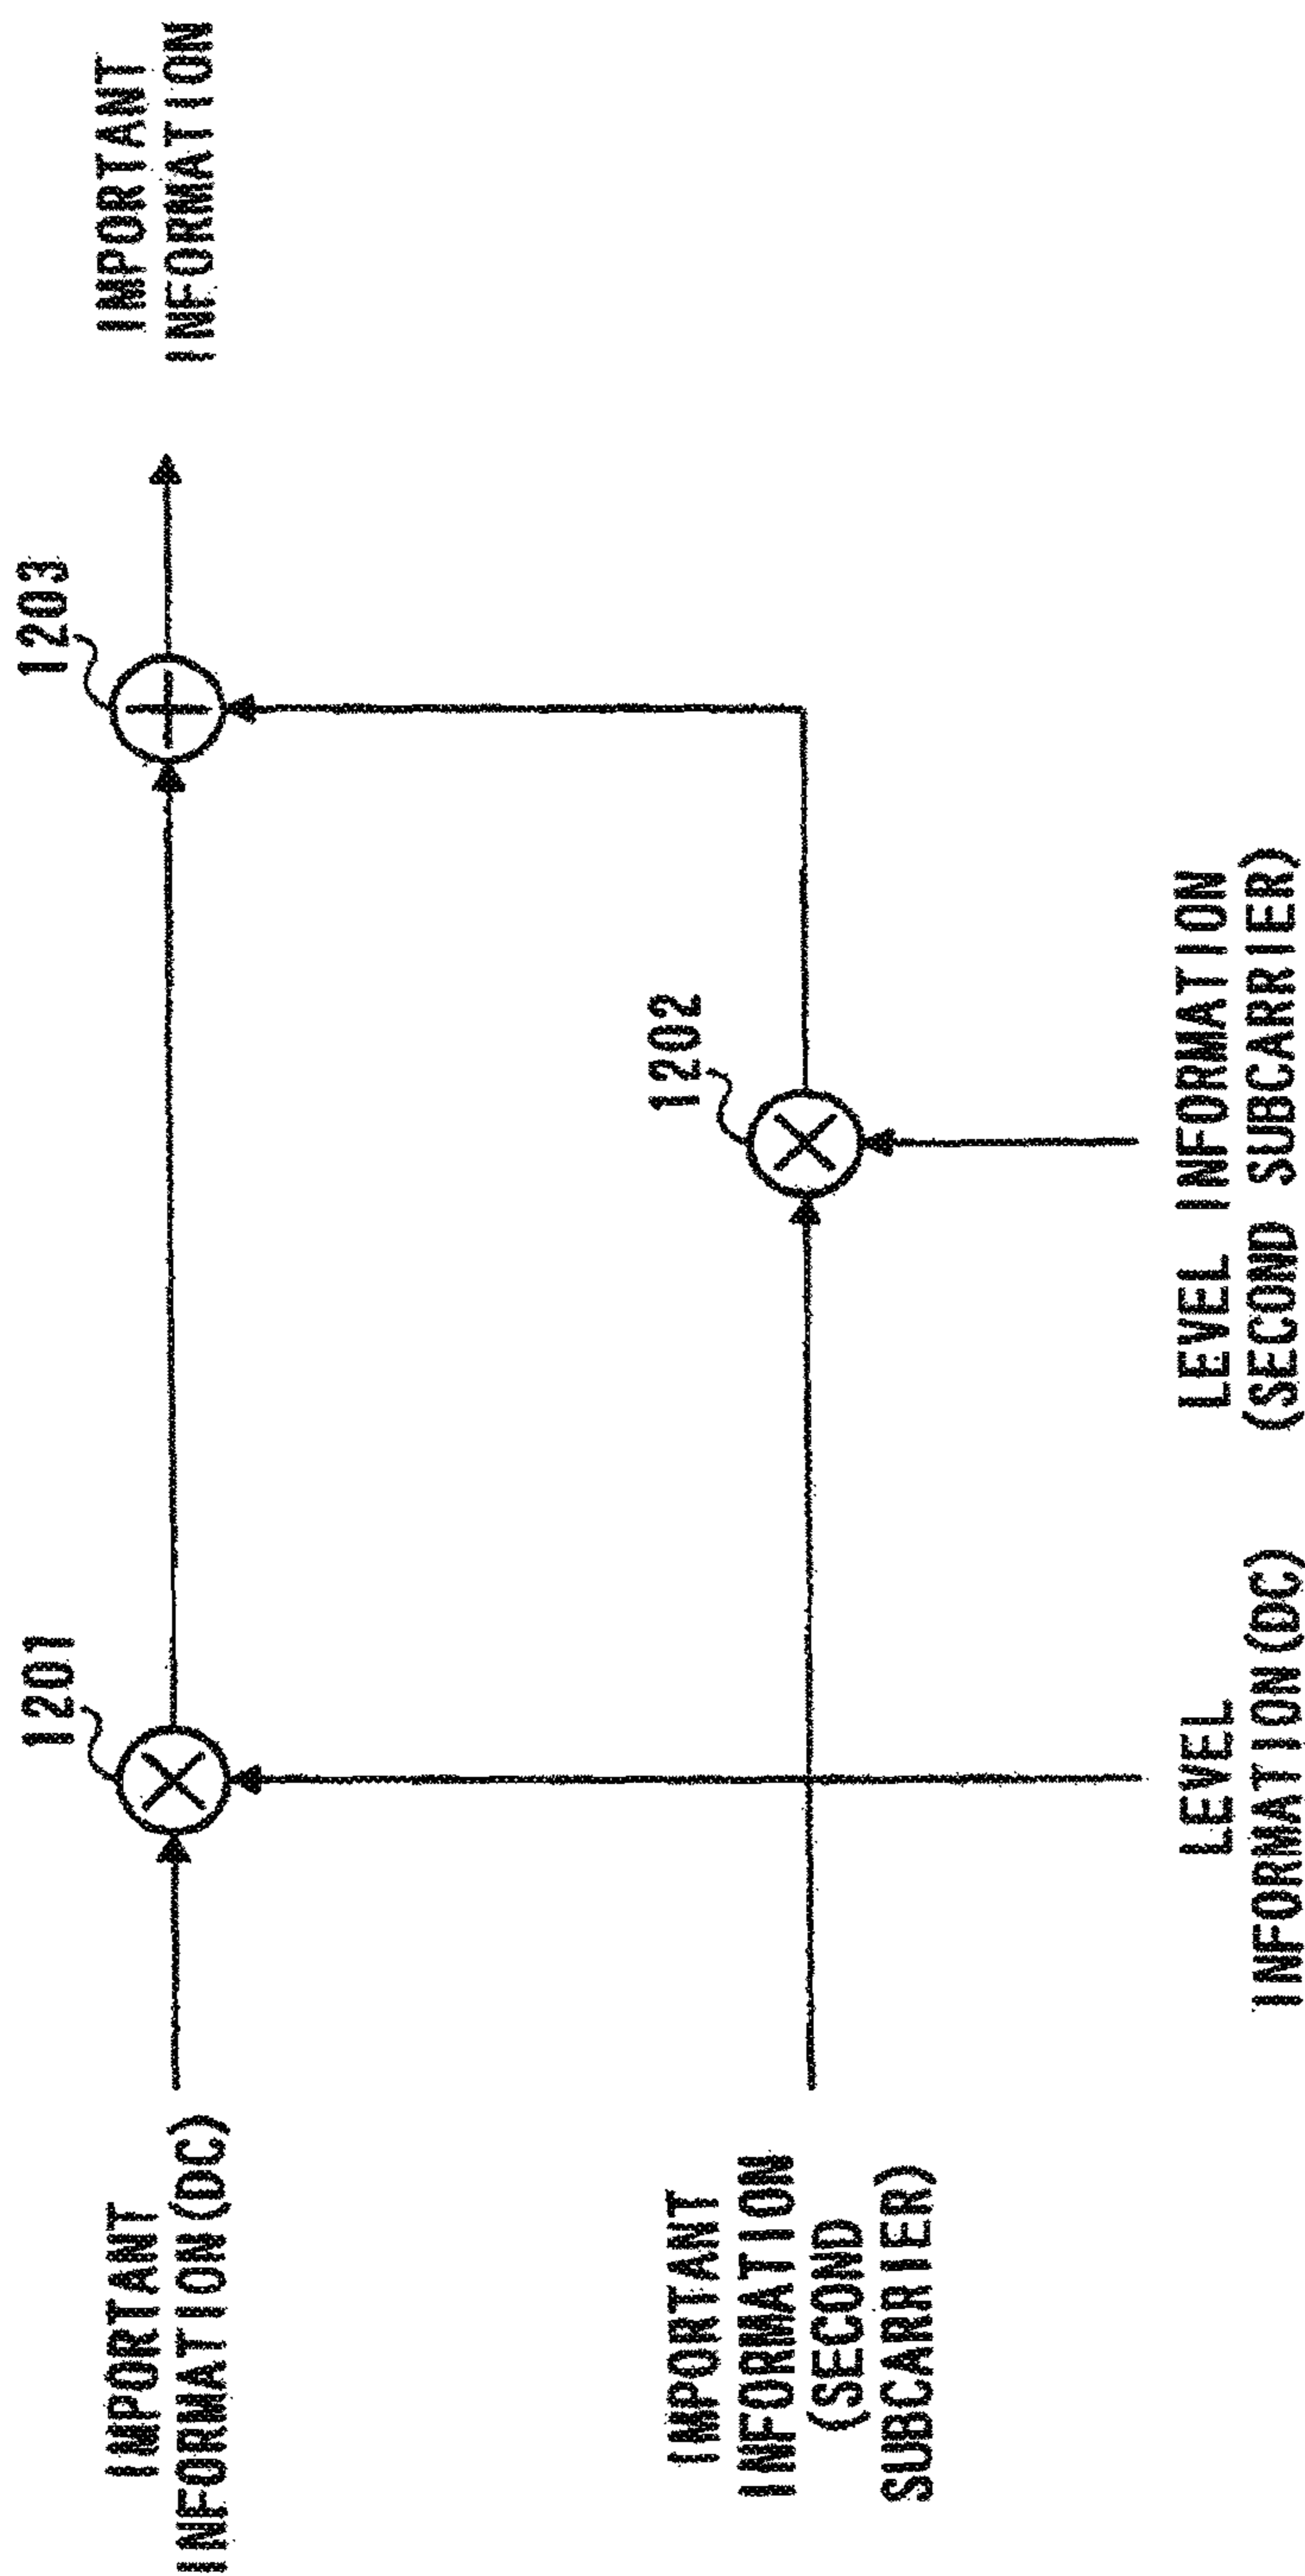 1201
1203
IMPORTANT
INFORMATION
IMPORTANT
INFORMATION(DC)
1202
IMPORTANT
INFORMATION
(SECOND
SUBCARRIER)
LEVEL
INFORMATION(DC)
LEVEL INFORMATION
(SECOND SUBCARRIER)